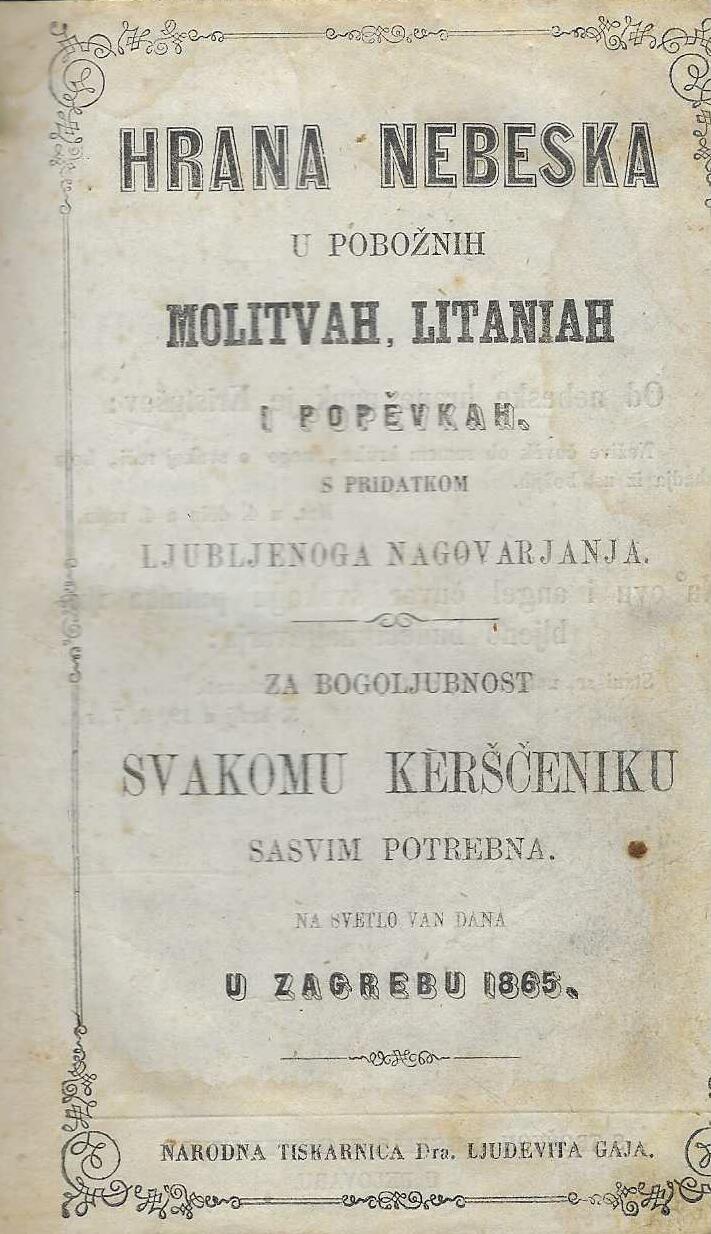 HRANA NEBESKA
U POBOŽNIH
MOLITVAH, LITANIAH
I POPĚVKAH.
S PRIDATKOM
LJUBLJENOGA NAGOVARJANJA.
ZA BOGOLJUBNOST
SVAKOMU KÈRŠČENIKU
SASVIM POTREBNA.
NA SVETLO VAN DANA
U ZAGREBU 1865.
NARODNA TISKARNICA Dra. LJUDEVITA GAJA.